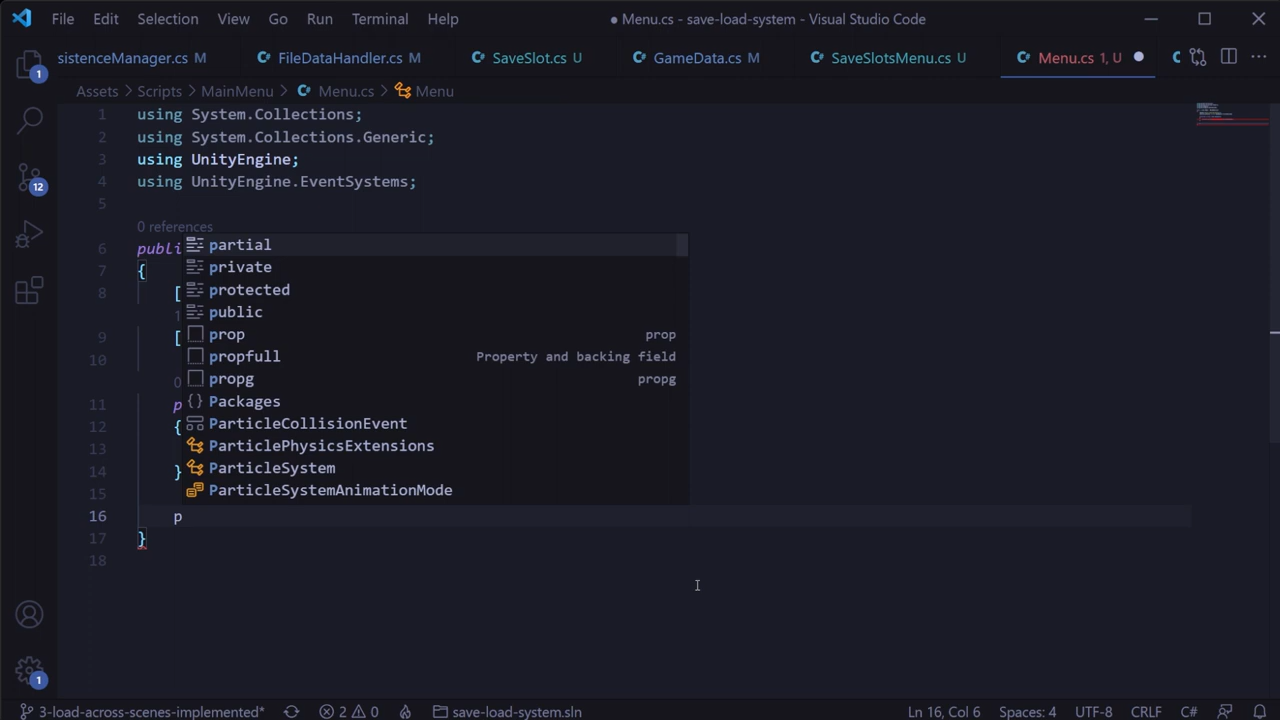 File Edit Selection View Go Run Terminal Help ● Menu.cs - save-load-system - Visual Studio Code
sistenceManager.cs M FileDataHandler.cs M SaveSlot.cs U GameData.cs M SaveSlotsMenu.cs U Menu.cs 1, U
Assets > Scripts > MainMenu > Menu.cs > Menu
1 using System.Collections;
2 using System.Collections.Generic;
3 using UnityEngine;
4 using UnityEngine.EventSystems;
5
0 references
6 publi
partial
7 {
private
8 [
protected
1
public
9 [
prop prop
10
propfull Property and backing field
0
propg propg
11 p
Packages
12 {
ParticleCollisionEvent
13
ParticlePhysicsExtensions
14 }
ParticleSystem
15
ParticleSystemAnimationMode
16 p
17 }
18
1
12
1
3-load-across-scenes-implemented* 2 0 save-load-system.sln Ln 16, Col 6 Spaces: 4 UTF-8 CRLF C#